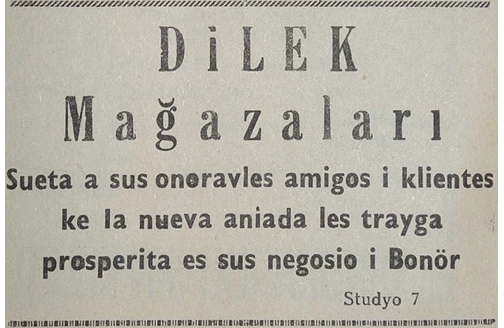 DiLEK
Mağazaları
Sueta a sus onoravles amigos i klientes
ke la nueva aniada les trayga
prosperita es sus negosio i Bonör
Studyo 7